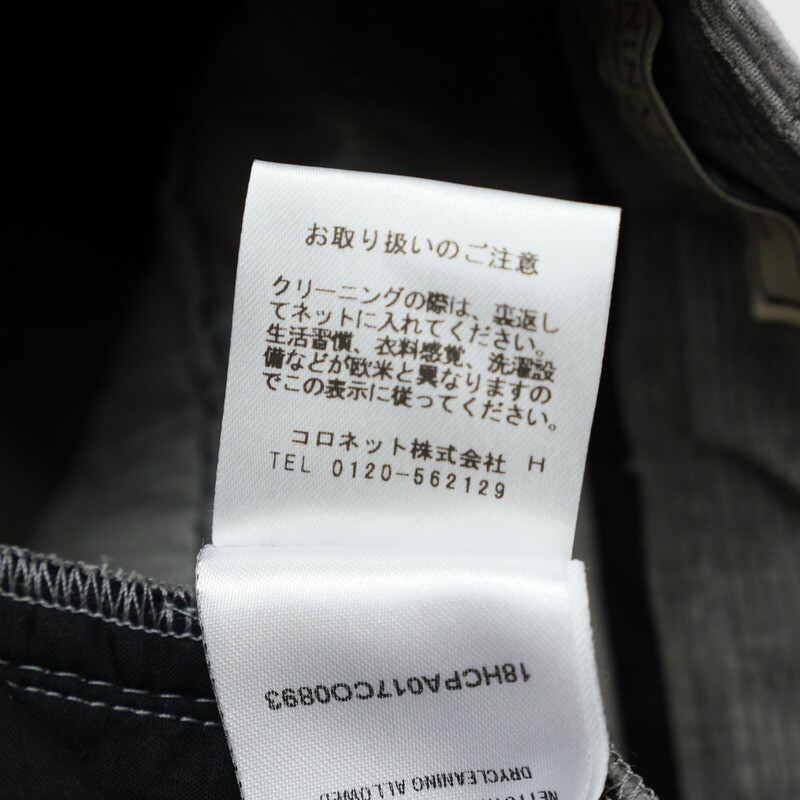 お取り扱いのご注意
クリーニングの際は、裏返し
てネットに入れてください。
生活習慣、衣料感覚、洗濯設
備などが欧米と異なりますの
でこの表示に従ってください。
コロネット株式会社 H
TEL 0120-562129
18HCPA017CO0893
DRYCLEANING ALLOWED